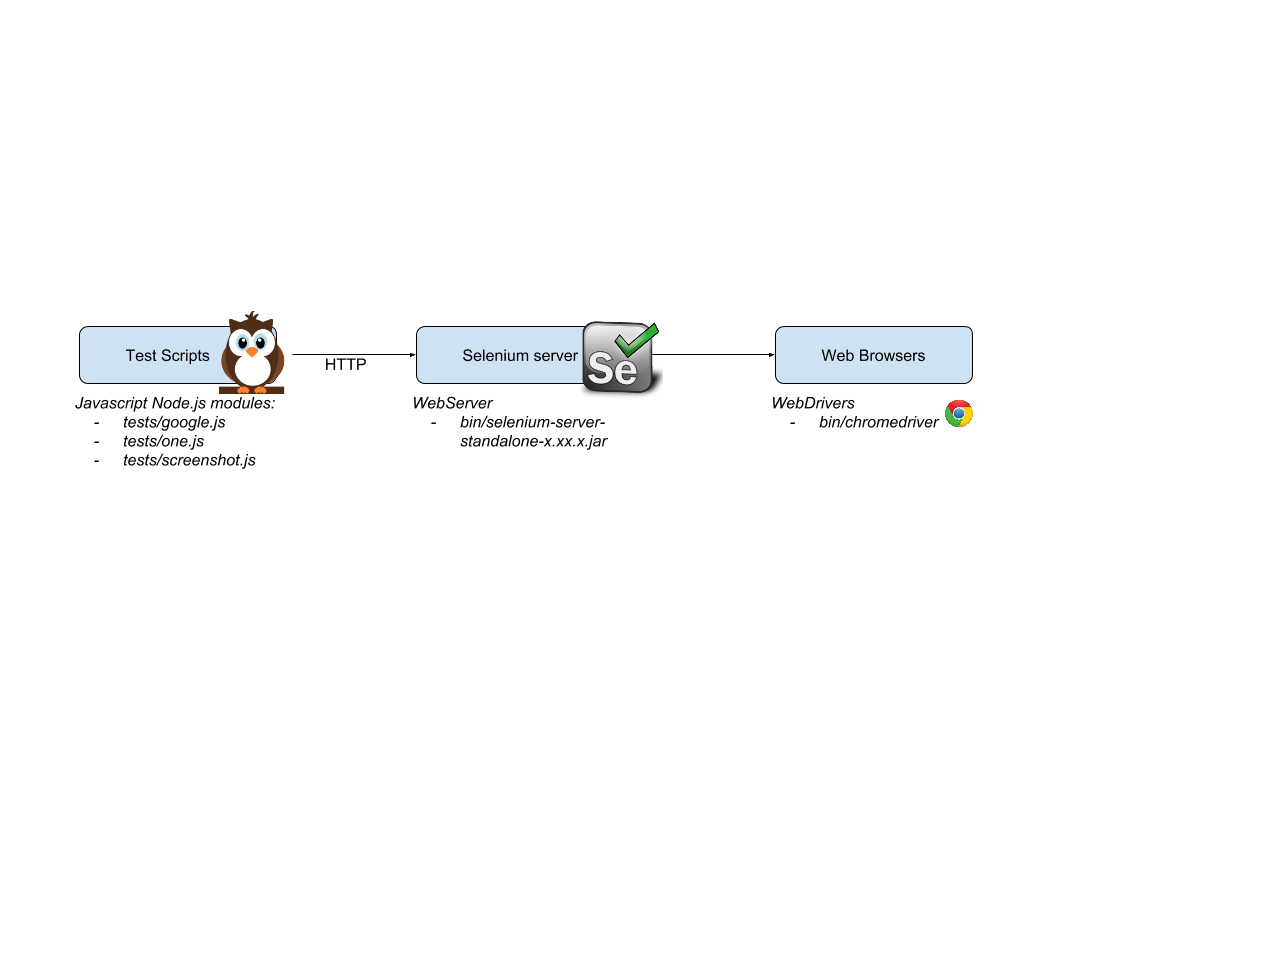 Test Scripts
HTTP
Selenium server
Se
Web Browsers
Javascript Node.js modules:
- tests/google.js
- tests/one.js
- tests/screenshot.js
WebServer
- bin/selenium-server-
standalone-x.xx.x.jar
WebDrivers
- bin/chromedriver